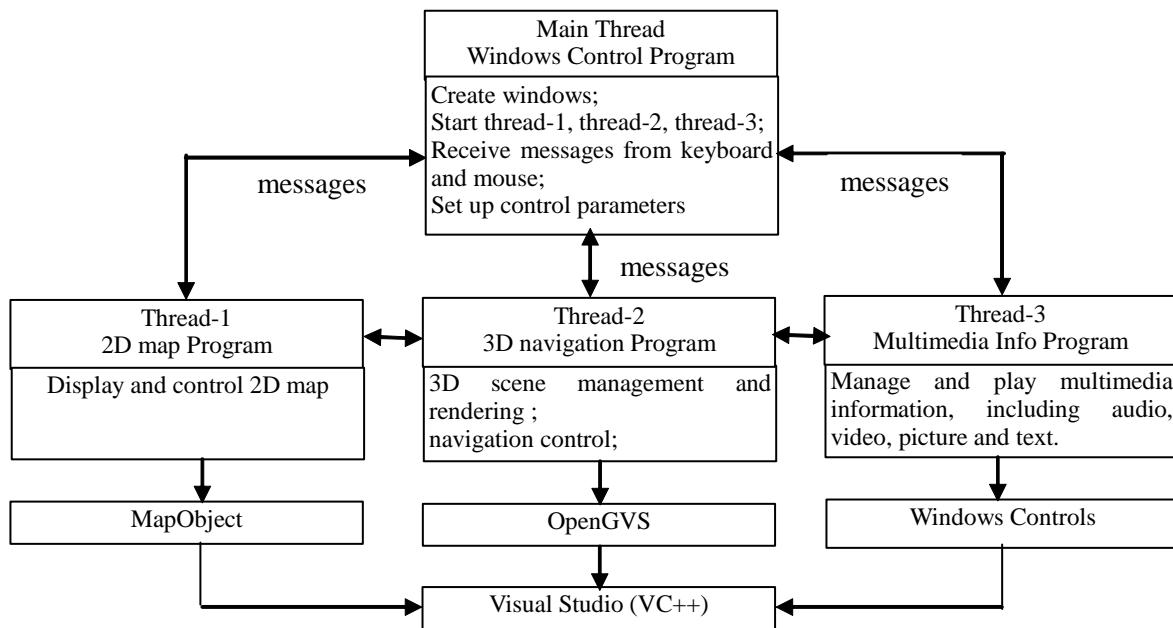 Main Thread
Windows Control Program
Create windows;
Start thread-1, thread-2, thread-3;
Receive messages from keyboard
and mouse;
Set up control parameters
messages
messages
messages
Thread-1
2D map Program
Display and control 2D map
Thread-2
3D navigation Program
3D scene management and
rendering ;
navigation control;
Thread-3
Multimedia Info Program
Manage and play multimedia
information, including audio,
video, picture and text.
MapObject
OpenGVS
Windows Controls
Visual Studio (VC++)